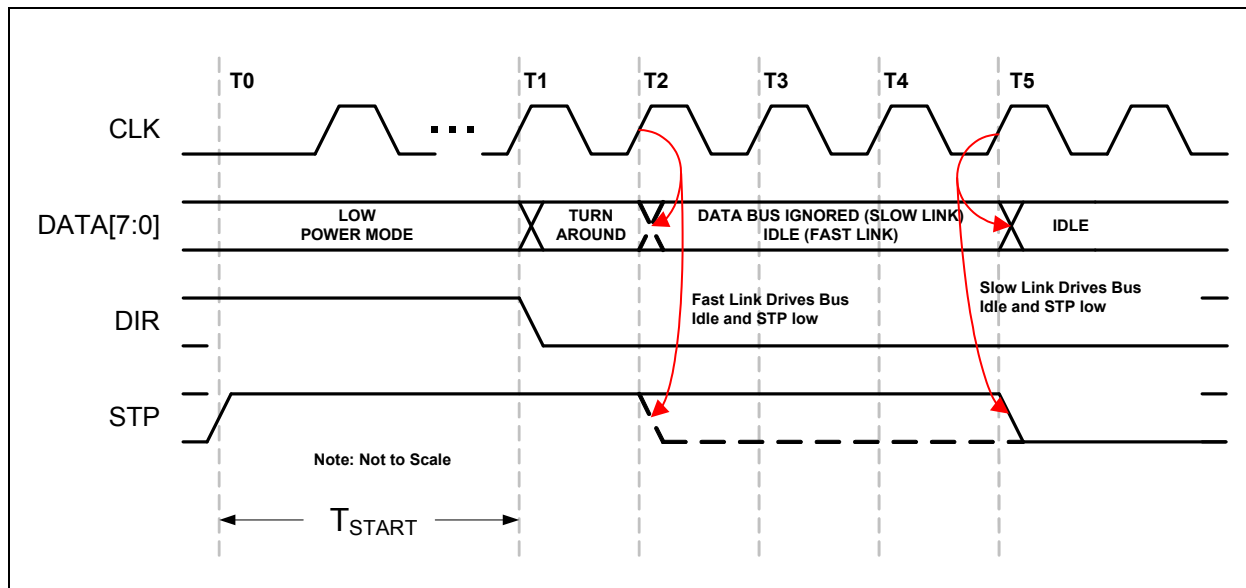 T0
T1
T2
T3
T4
T5
CLK
DATA[7:0]
LOW
POWER MODE
TURN
AROUND
DATA BUS IGNORED (SLOW LINK)
IDLE (FAST LINK)
IDLE
DIR
Fast Link Drives Bus
Idle and STP low
Slow Link Drives Bus
Idle and STP low
STP
Note: Not to Scale
TSTART